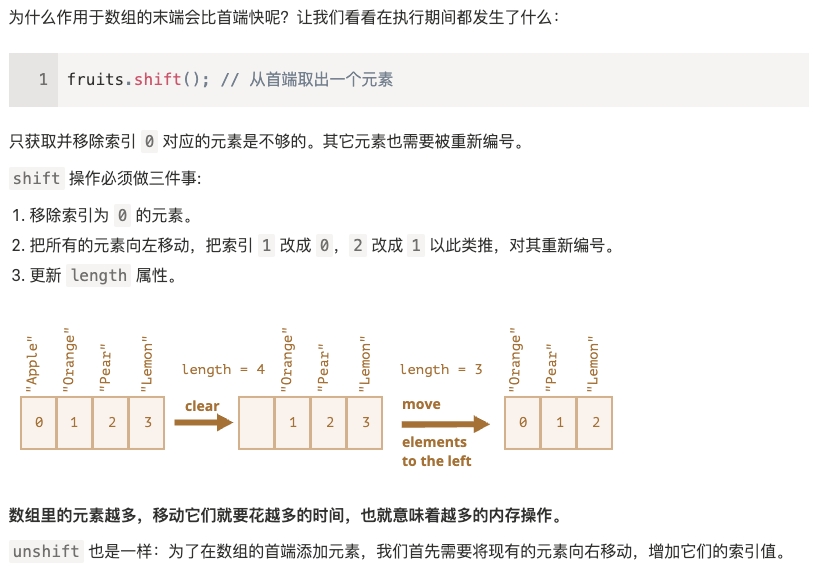 为什么作用于数组的末端会比首端快呢？让我们看看在执行期间都发生了什么：
1 fruits.shift(); // 从首端取出一个元素
只获取并移除索引 0 对应的元素是不够的。其它元素也需要被重新编号。
shift 操作必须做三件事:
1. 移除索引为 0 的元素。
2. 把所有的元素向左移动，把索引 1 改成 0，2 改成 1 以此类推，对其重新编号。
3. 更新 length 属性。
"Apple" "Orange" "Pear" "Lemon"
0 1 2 3
length = 4
clear
"Orange" "Pear" "Lemon"
1 2 3
length = 3
move
elements
to the left
"Orange" "Pear" "Lemon"
0 1 2
数组里的元素越多，移动它们就要花越多的时间，也就意味着越多的内存操作。
unshift 也是一样：为了在数组的首端添加元素，我们首先需要将现有的元素向右移动，增加它们的索引值。